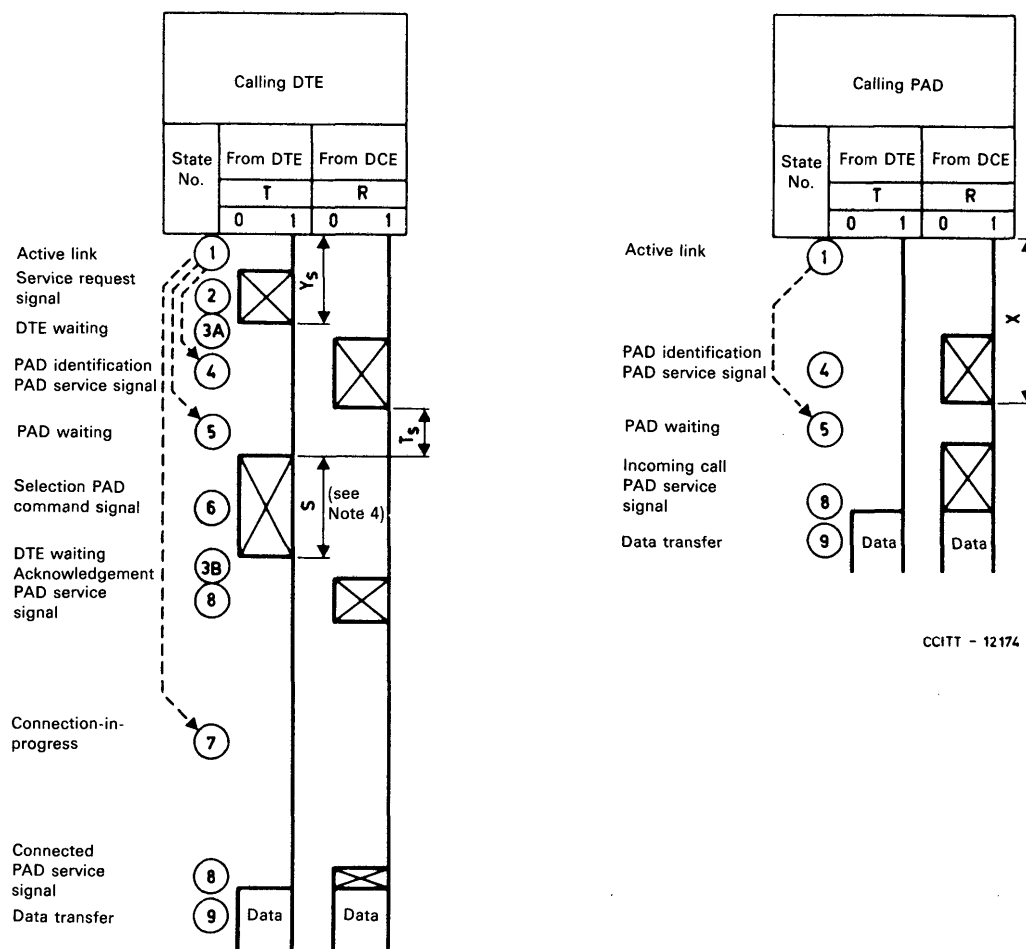 Calling DTE
State No.
From DTE
From DCE
T
R
0 1 0 1
Active link
1
Service request
signal
2
Ys
DTE waiting
3A
PAD identification
PAD service signal
4
PAD waiting
5
Ts
Selection PAD
command signal
6
S
(see
Note 4)
DTE waiting
3B
Acknowledgement
PAD service
signal
8
Connection-in-
progress
7
Connected
PAD service
signal
8
Data transfer
9
Data
Data
Calling PAD
State No.
From DTE
From DCE
T
R
0 1 0 1
Active link
1
X
PAD identification
PAD service signal
4
PAD waiting
5
Incoming call
PAD service
signal
8
Data transfer
9
Data
Data
CCITT - 12174